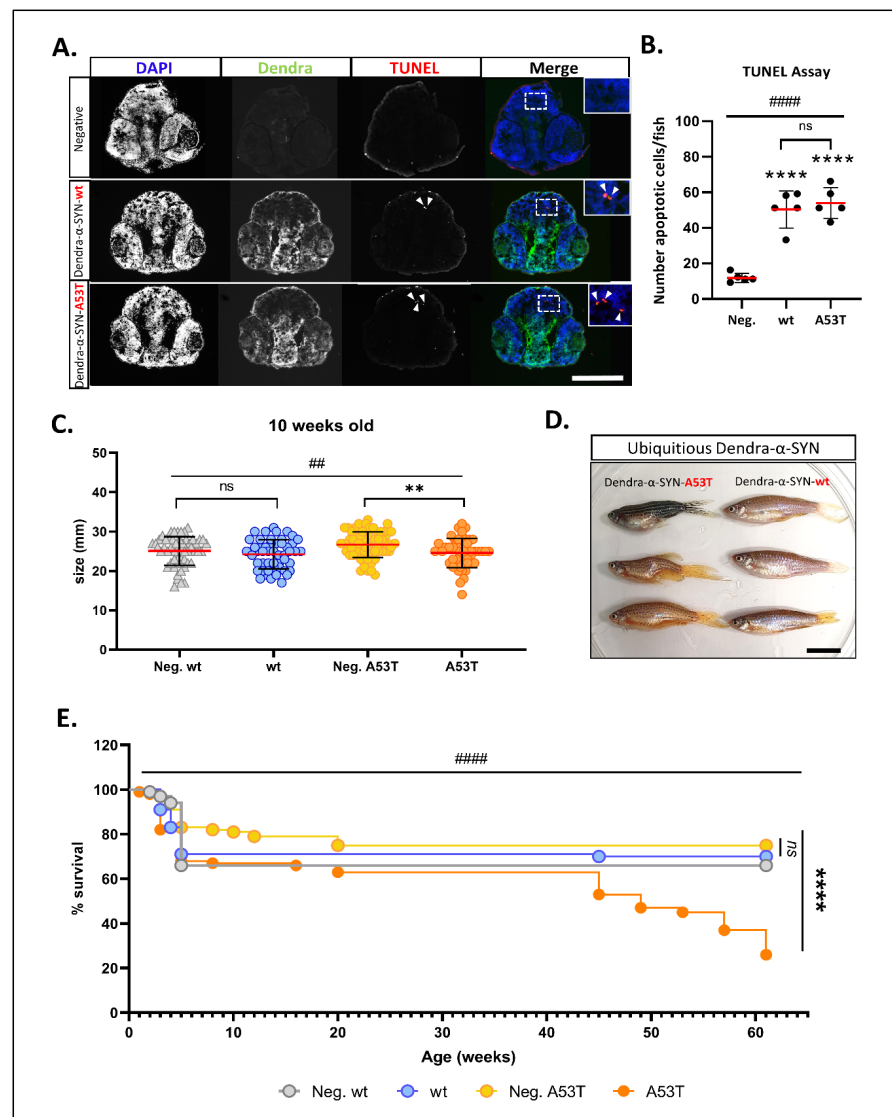 A.
DAPI Dendra TUNEL Merge
Negative
Dendra-α-SYN-wt
Dendra-α-SYN-A53T
B.
TUNEL Assay
####
ns
**** ****
Number apoptotic cells/fish
100
80
60
40
20
0
Neg. wt A53T
C.
10 weeks old
##
ns **
size (mm)
50
40
30
20
10
0
Neg. wt wt Neg. A53T A53T
D.
Ubiquitious Dendra-α-SYN
Dendra-α-SYN-A53T Dendra-α-SYN-wt
E.
####
ns
****
% survival
120
100
80
60
40
20
0
0 10 20 30 40 50 60
Age (weeks)
Neg. wt wt Neg. A53T A53T